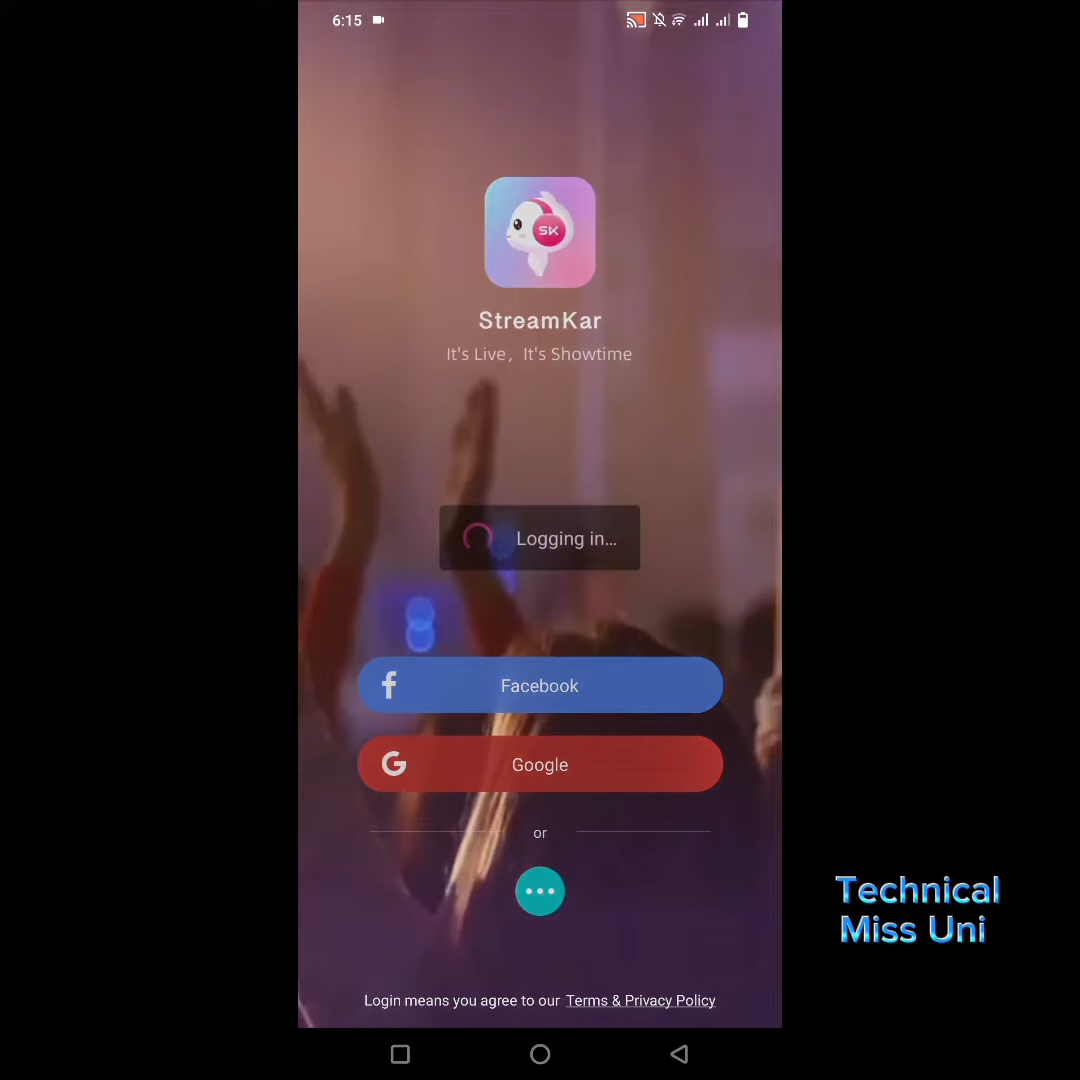 6:15
SK
StreamKar
It's Live, It's Showtime
Logging in...
Facebook
Google
or
Technical
Miss Uni
Login means you agree to our Terms & Privacy Policy